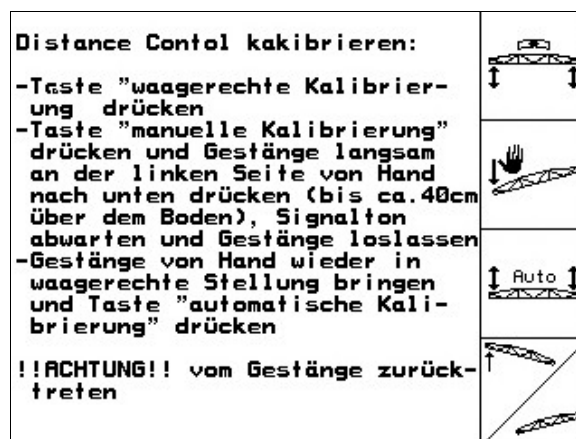 Distance Contol kakibrieren:
-Taste "waagerechte Kalibrier-
ung drücken
-Taste "manuelle Kalibrierung"
drücken und Gestänge langsam
an der linken Seite von Hand
nach unten drücken (bis ca.40cm
über dem Boden), Signalton
abwarten und Gestänge loslassen
-Gestänge von Hand wieder in
waagerechte Stellung bringen
und Taste "automatische Kali-
brierung" drücken
!!ACHTUNG!! vom Gestänge zurück-
treten
Auto